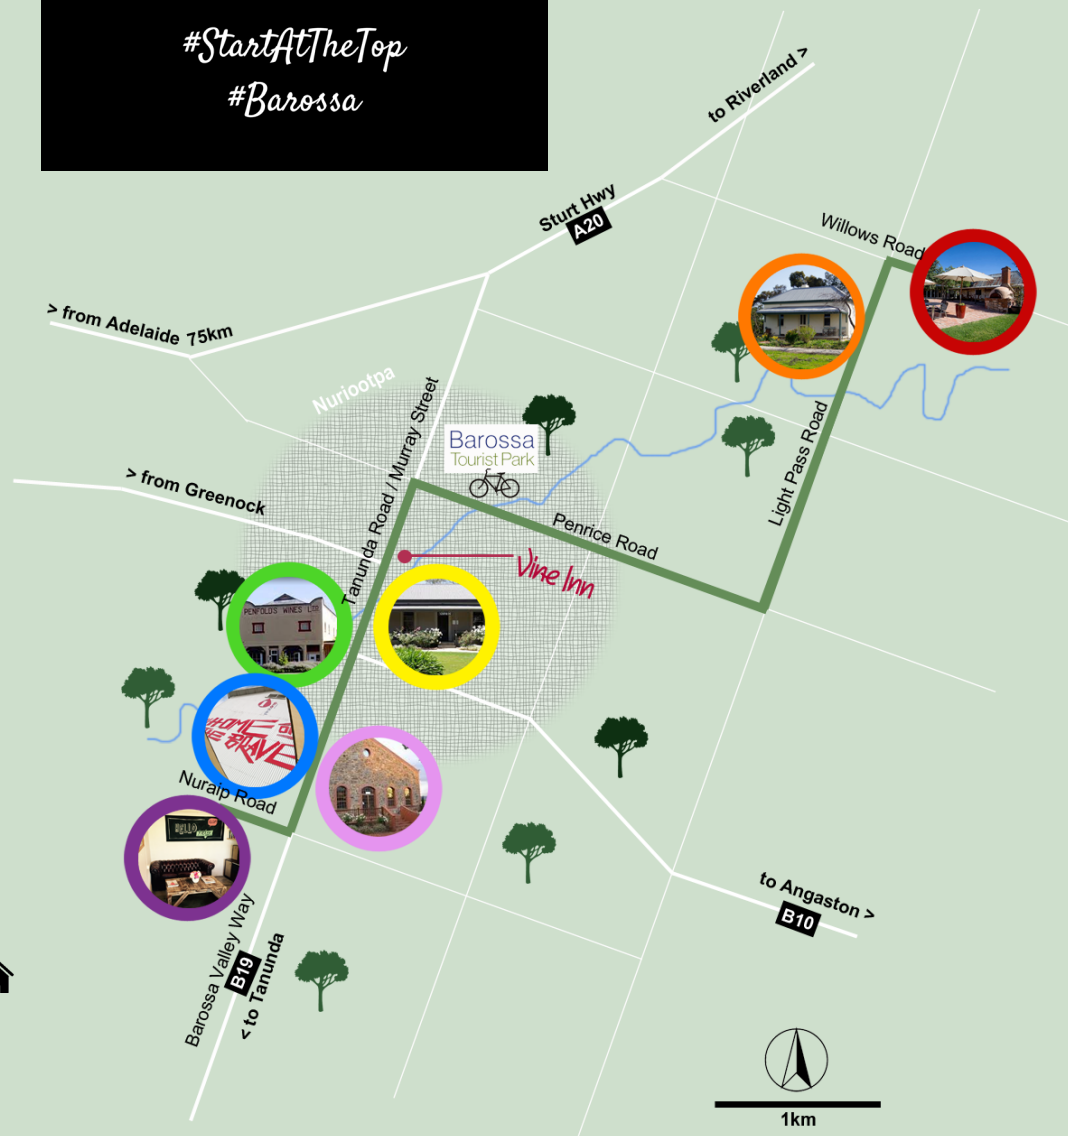 #StartAtTheTop
#Barossa
to Riverland >
Sturt Hwy
A20
Willows Road
> from Adelaide 75km
Nuriootpa
Tanunda Road / Murray Street
Barossa
Tourist Park
> from Greenock
Light Pass Road
Penrice Road
Vine Inn
PENFOLDS WINES LTD
HOME OF
THE BRAVE
Nuraip Road
HELLO
to Angaston >
B10
Barossa Valley Way
B19
< to Tanunda
1km